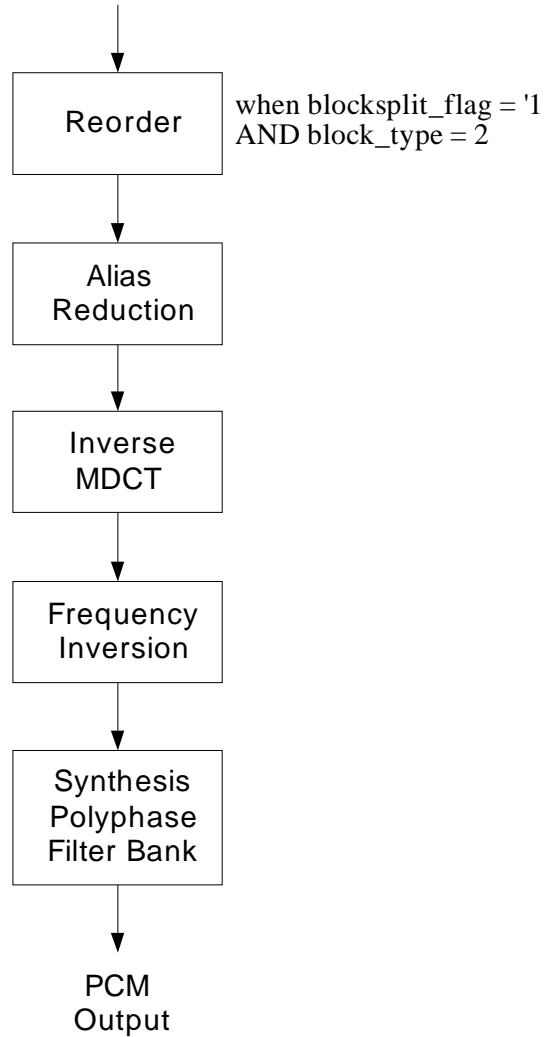 Reorder
when blocksplit_flag = '1
AND block_type = 2
Alias
Reduction
Inverse
MDCT
Frequency
Inversion
Synthesis
Polyphase
Filter Bank
PCM
Output